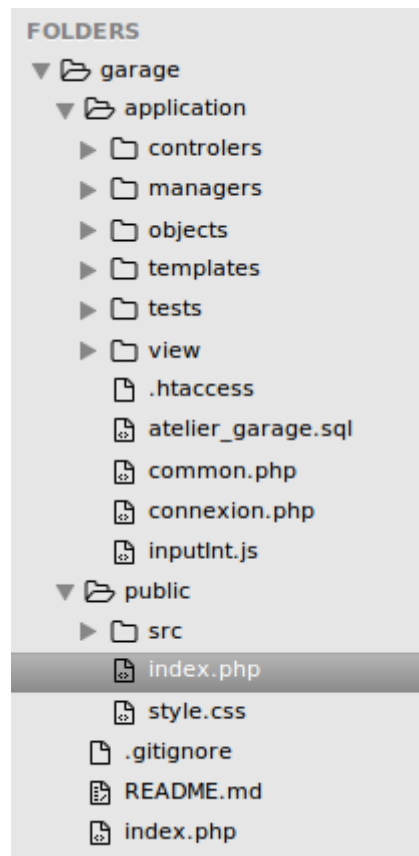 FOLDERS
garage
application
controlers
managers
objects
templates
tests
view
.htaccess
atelier_garage.sql
common.php
connexion.php
inputInt.js
public
src
index.php
style.css
.gitignore
README.md
index.php